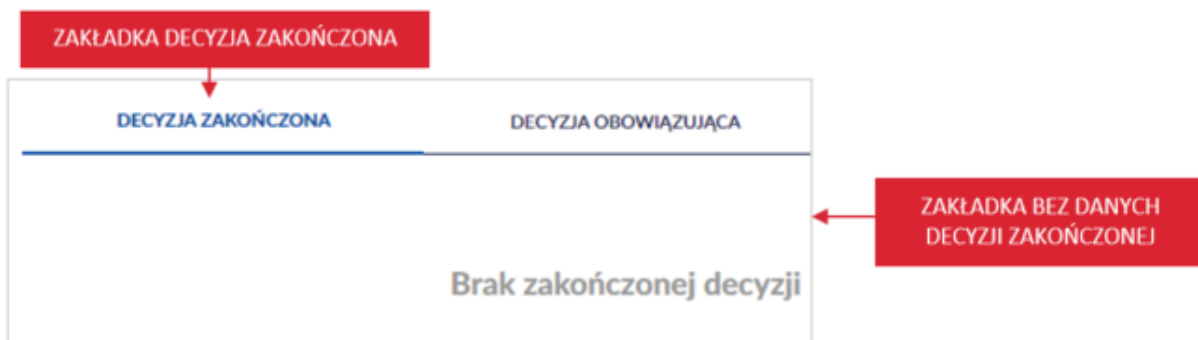 ZAKŁADKA DECYZJA ZAKOŃCZONA
DECYZJA ZAKOŃCZONA
DECYZJA OBOWIĄZUJĄCA
ZAKŁADKA BEZ DANYCH
DECYZJI ZAKOŃCZONEJ
Brak zakończonej decyzji